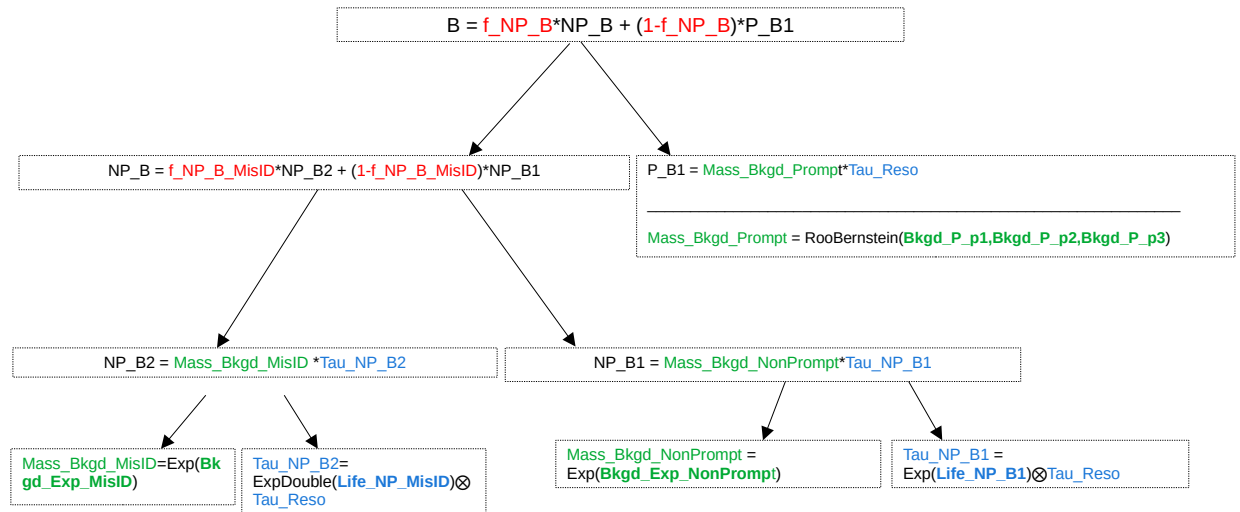 B = f_NP_B*NP_B + (1-f_NP_B)*P_B1
NP_B = f_NP_B_MisID*NP_B2 + (1-f_NP_B_MisID)*NP_B1
P_B1 = Mass_Bkgd_Prompt*Tau_Reso
Mass_Bkgd_Prompt = RooBernstein(Bkgd_P_p1,Bkgd_P_p2,Bkgd_P_p3)
NP_B2 = Mass_Bkgd_MisID *Tau_NP_B2
NP_B1 = Mass_Bkgd_NonPrompt*Tau_NP_B1
Mass_Bkgd_MisID=Exp(Bk
gd_Exp_MisID)
Tau_NP_B2=
ExpDouble(Life_NP_MisID)⊗
Tau_Reso
Mass_Bkgd_NonPrompt =
Exp(Bkgd_Exp_NonPrompt)
Tau_NP_B1 =
Exp(Life_NP_B1)⊗Tau_Reso